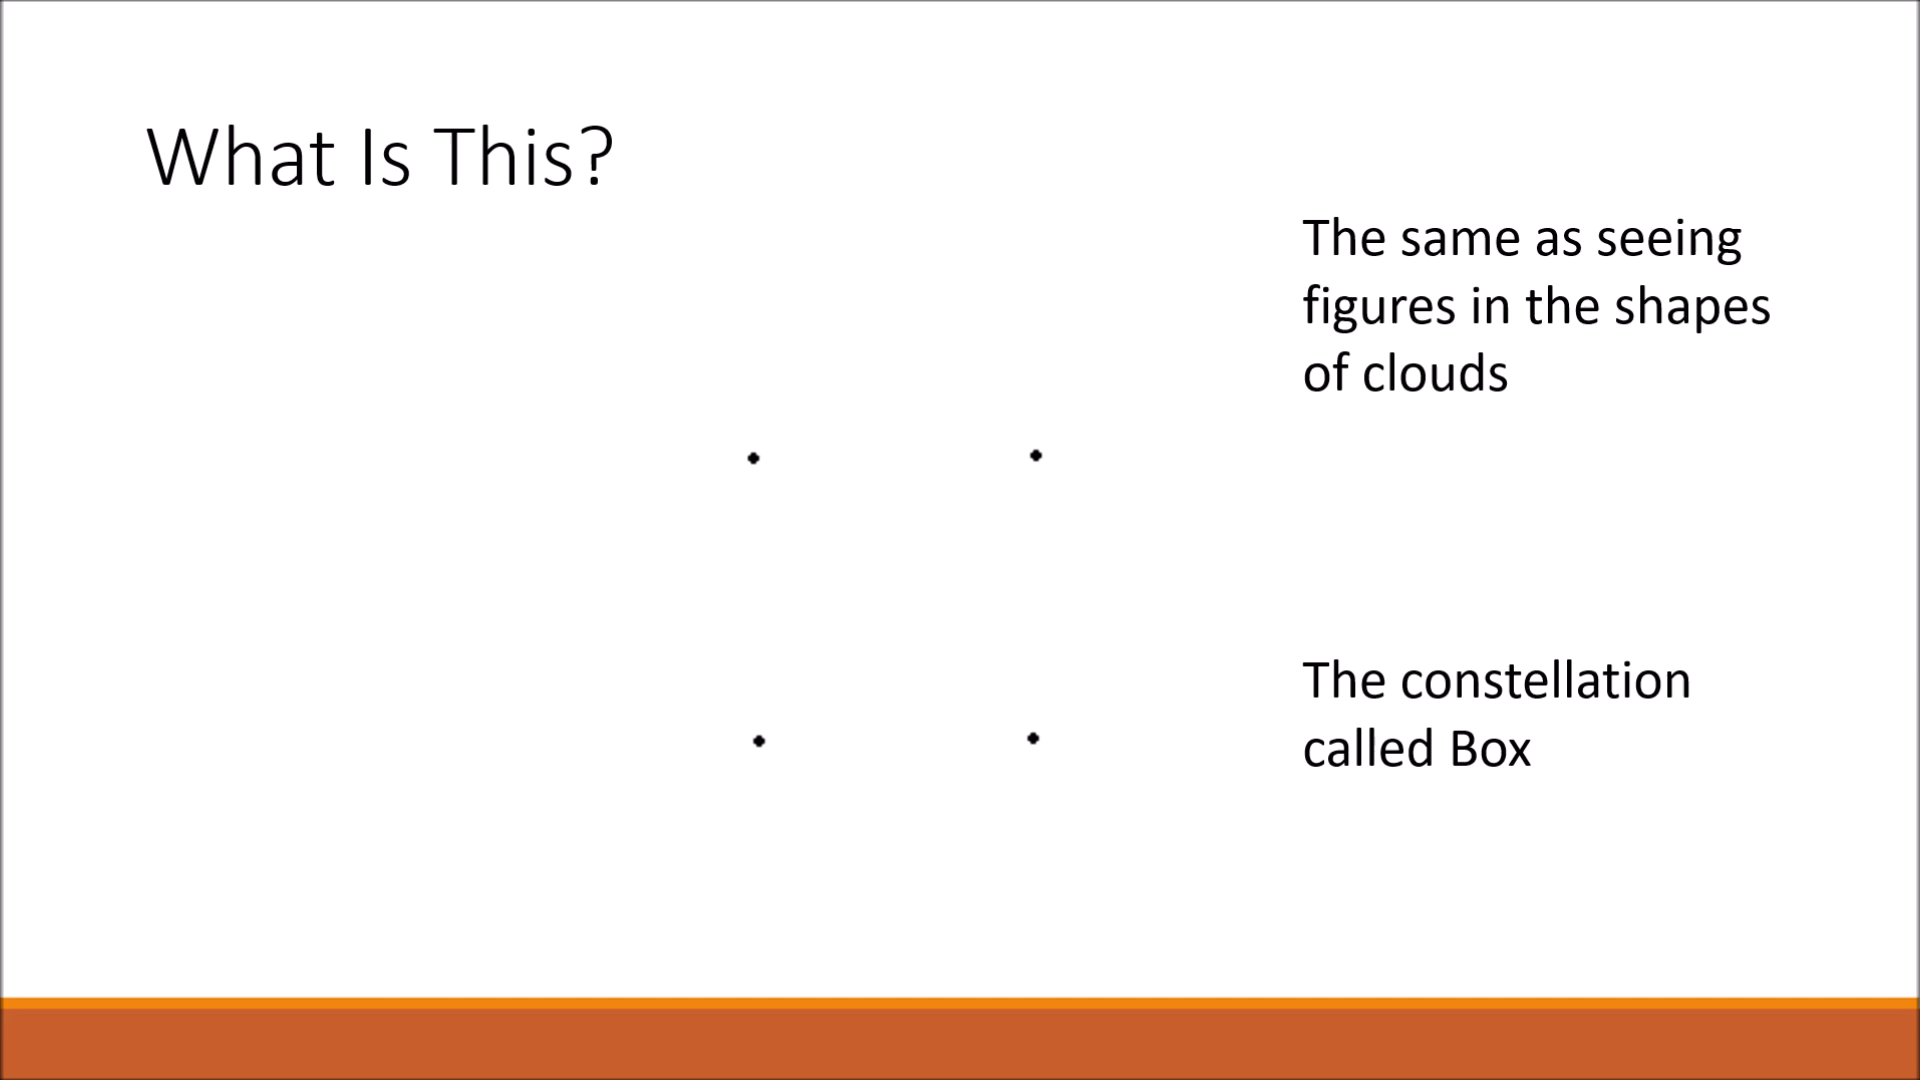 What Is This?
The same as seeing
figures in the shapes
of clouds
The constellation
called Box